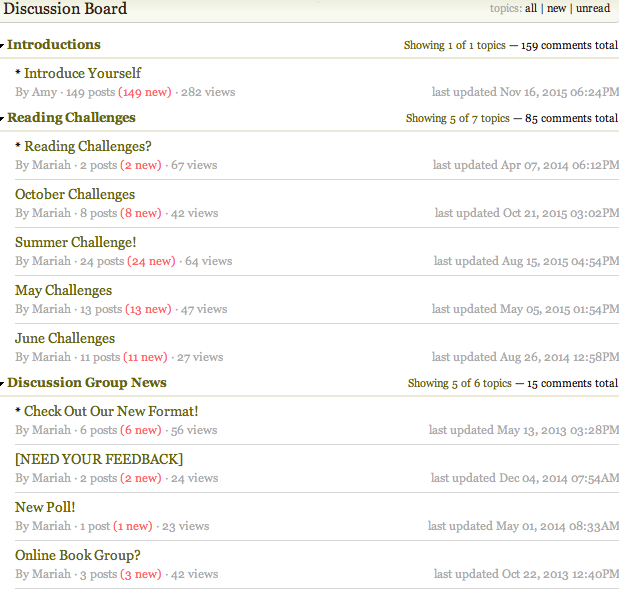 Discussion Board topics: all | new | unread
Introductions Showing 1 of 1 topics — 159 comments total
* Introduce Yourself
By Amy · 149 posts (149 new) · 282 views last updated Nov 16, 2015 06:24PM
Reading Challenges Showing 5 of 7 topics — 85 comments total
* Reading Challenges?
By Mariah · 2 posts (2 new) · 67 views last updated Apr 07, 2014 06:12PM
October Challenges
By Mariah · 8 posts (8 new) · 42 views last updated Oct 21, 2015 03:02PM
Summer Challenge!
By Mariah · 24 posts (24 new) · 64 views last updated Aug 15, 2015 04:54PM
May Challenges
By Mariah · 13 posts (13 new) · 47 views last updated May 05, 2015 01:54PM
June Challenges
By Mariah · 11 posts (11 new) · 27 views last updated Aug 26, 2014 12:58PM
Discussion Group News Showing 5 of 6 topics — 15 comments total
* Check Out Our New Format!
By Mariah · 6 posts (6 new) · 56 views last updated May 13, 2013 03:28PM
[NEED YOUR FEEDBACK]
By Mariah · 2 posts (2 new) · 24 views last updated Dec 04, 2014 07:54AM
New Poll!
By Mariah · 1 post (1 new) · 23 views last updated May 01, 2014 08:33AM
Online Book Group?
By Mariah · 3 posts (3 new) · 42 views last updated Oct 22, 2013 12:40PM